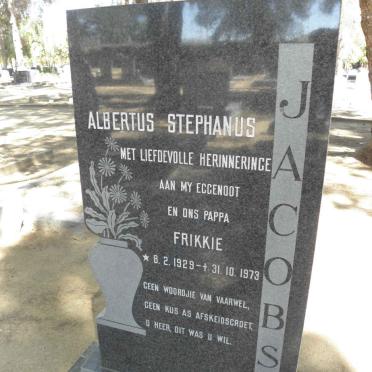 ALBERTUS STEPHANUS
MET LIEFDEVOLLE HERINNERINGE
AAN MY EGGENOOT
EN ONS PAPPA
FRIKKIE
★ 8.2.1929 - † 31.10.1973
GEEN WOORDJIE VAN VAARWEL,
GEEN KUS AS AFSKEIDSGROET,
O HEER, DIT WAS U WIL.
JACOBS